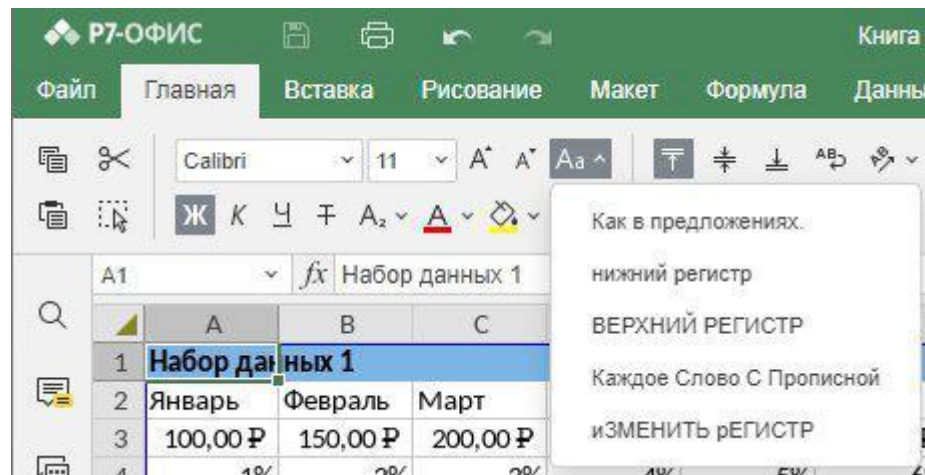 Р7-ОФИС Книга
Файл Главная Вставка Рисование Макет Формула Данны
Calibri 11 A A Aa
Ж К Ч Т A₂ А
Как в предложениях.
A1 fx Набор данных 1
нижний регистр
A B C
ВЕРХНИЙ РЕГИСТР
1 Набор данных 1
Каждое Слово С Прописной
2 Январь Февраль Март
иЗМЕНИТЬ рЕГИСТР
3 100,00 ₽ 150,00 ₽ 200,00 ₽
4 1% 2% 3% 4% 5% 6